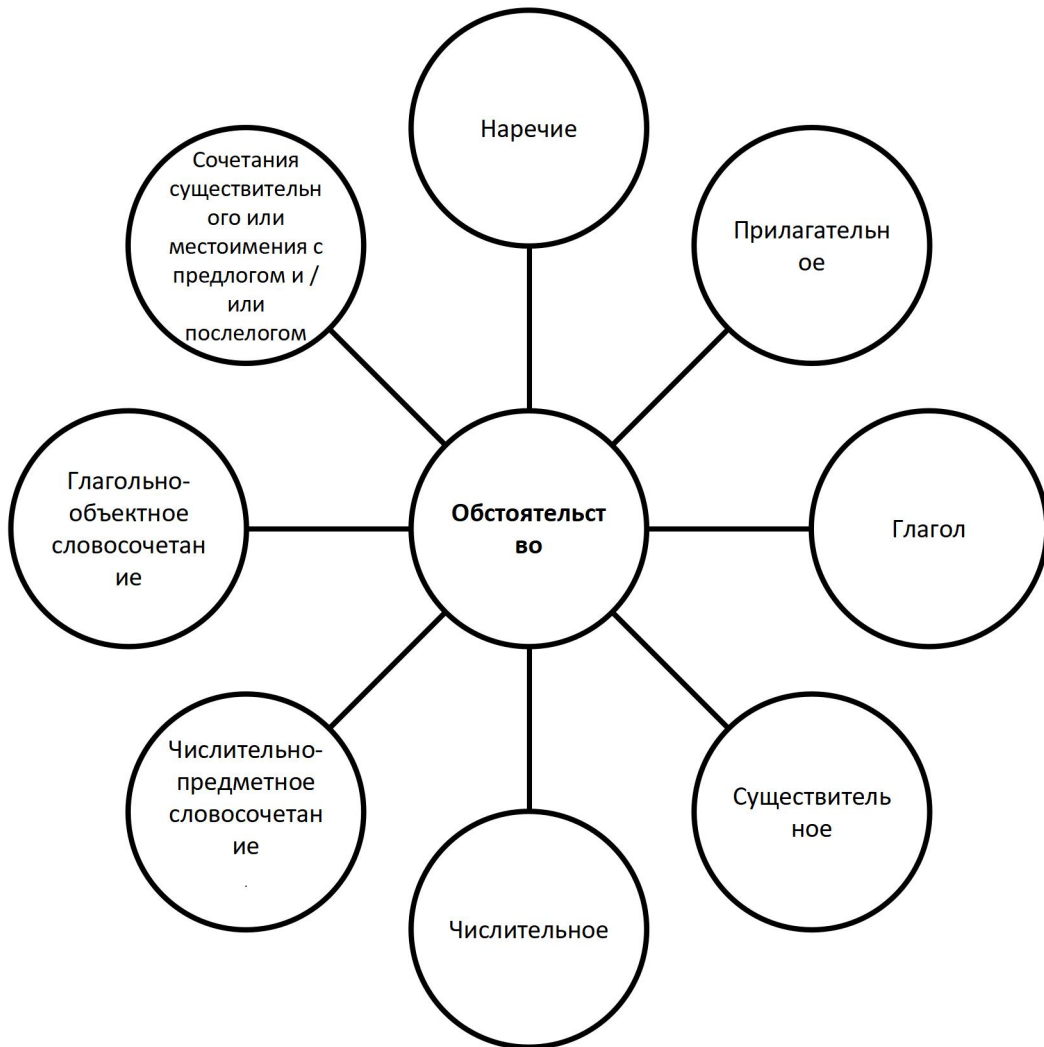 Наречие
Сочетания
существительн
ого или
местоимения с
предлогом и /
или
послелогом
Прилагательн
ое
Глагольно-
объектное
словосочетан
ие
Обстоятельст
во
Глагол
Числительно-
предметное
словосочетан
ие
.
Существитель
ное
Числительное